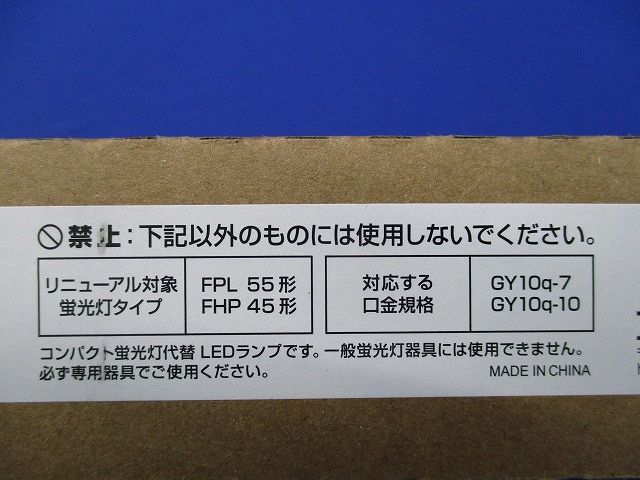 禁止：下記以外のものには使用しないでください。
リニューアル対象
蛍光灯タイプ
FPL 55形
FHP 45形
対応する
口金規格
GY10q-7
GY10q-10
コンパクト蛍光灯代替LEDランプです。一般蛍光灯器具には使用できません。
必ず専用器具でご使用ください。
MADE IN CHINA